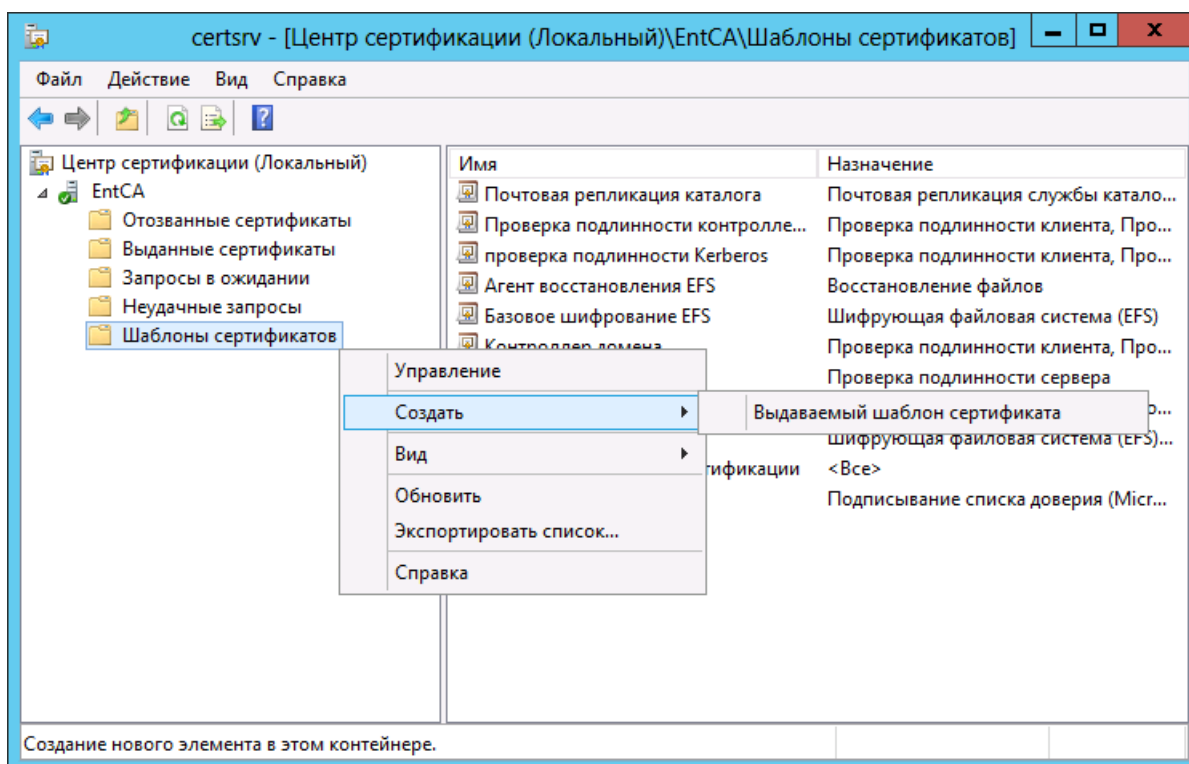 certsrv - [Центр сертификации (Локальный)\EntCA\Шаблоны сертификатов]
Файл Действие Вид Справка
Центр сертификации (Локальный)
EntCA
Отозванные сертификаты
Выданные сертификаты
Запросы в ожидании
Неудачные запросы
Шаблоны сертификатов
Имя Назначение
Почтовая репликация каталога Почтовая репликация службы катало...
Проверка подлинности контролле... Проверка подлинности клиента, Про...
проверка подлинности Kerberos Проверка подлинности клиента, Про...
Агент восстановления EFS Восстановление файлов
Базовое шифрование EFS Шифрующая файловая система (EFS)
Контроллер домена Проверка подлинности клиента, Про...
Проверка подлинности сервера
Шифрующая файловая система (EFS)...
тификации <Все>
Подписывание списка доверия (Micr...
Управление
Создать
Выдаваемый шаблон сертификата
Вид
Обновить
Экспортировать список...
Справка
Создание нового элемента в этом контейнере.